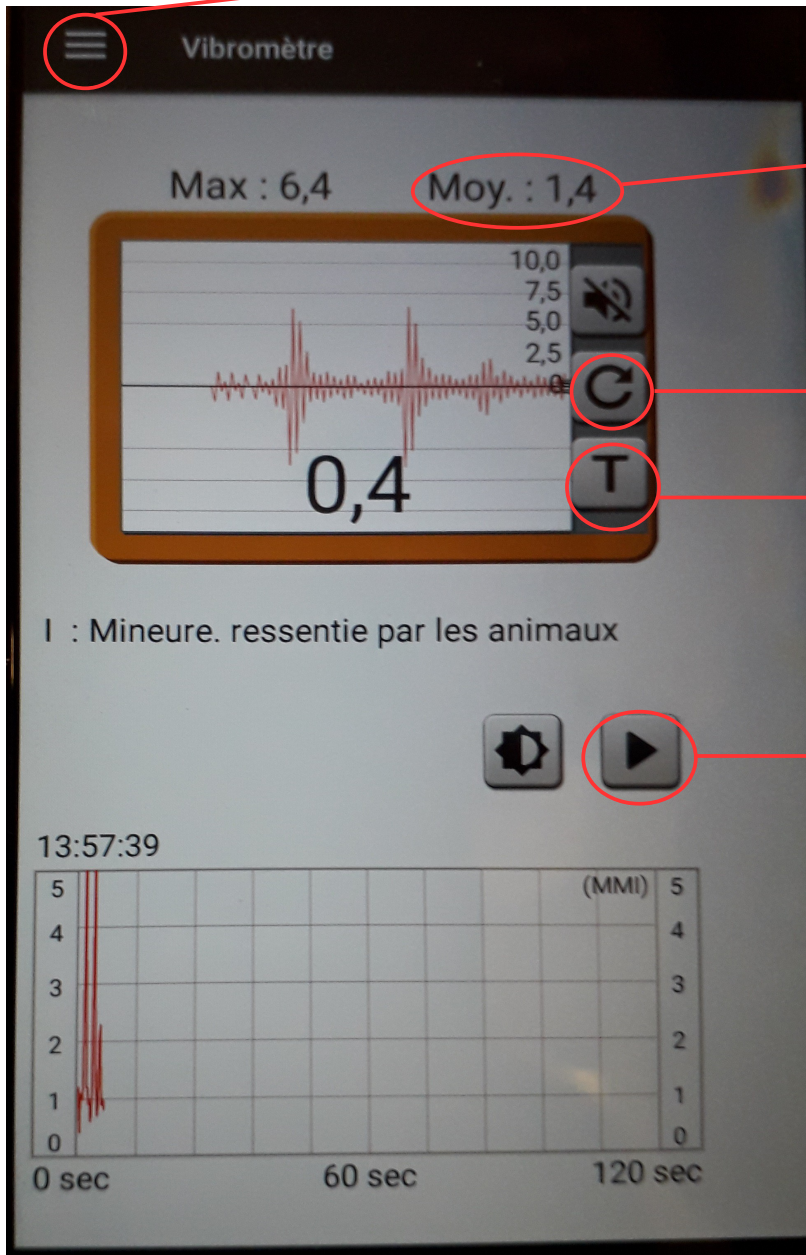 Vibromètre
Max : 6,4 Moy. : 1,4
10,0
7,5
5,0
2,5
0
T
0,4
I : Mineure. ressentie par les animaux
13:57:39
(MMI)
5 5
4 4
3 3
2 2
1 1
0 0
0 sec 60 sec 120 sec